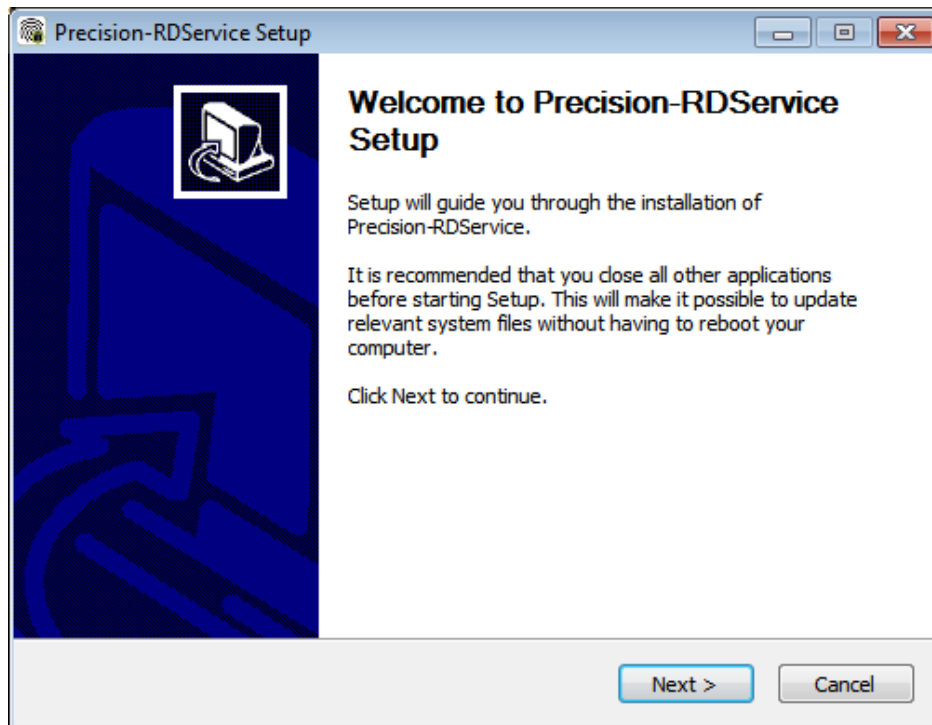 Precision-RDService Setup
Welcome to Precision-RDService
Setup
Setup will guide you through the installation of
Precision-RDService.
It is recommended that you close all other applications
before starting Setup. This will make it possible to update
relevant system files without having to reboot your
computer.
Click Next to continue.
Next >
Cancel